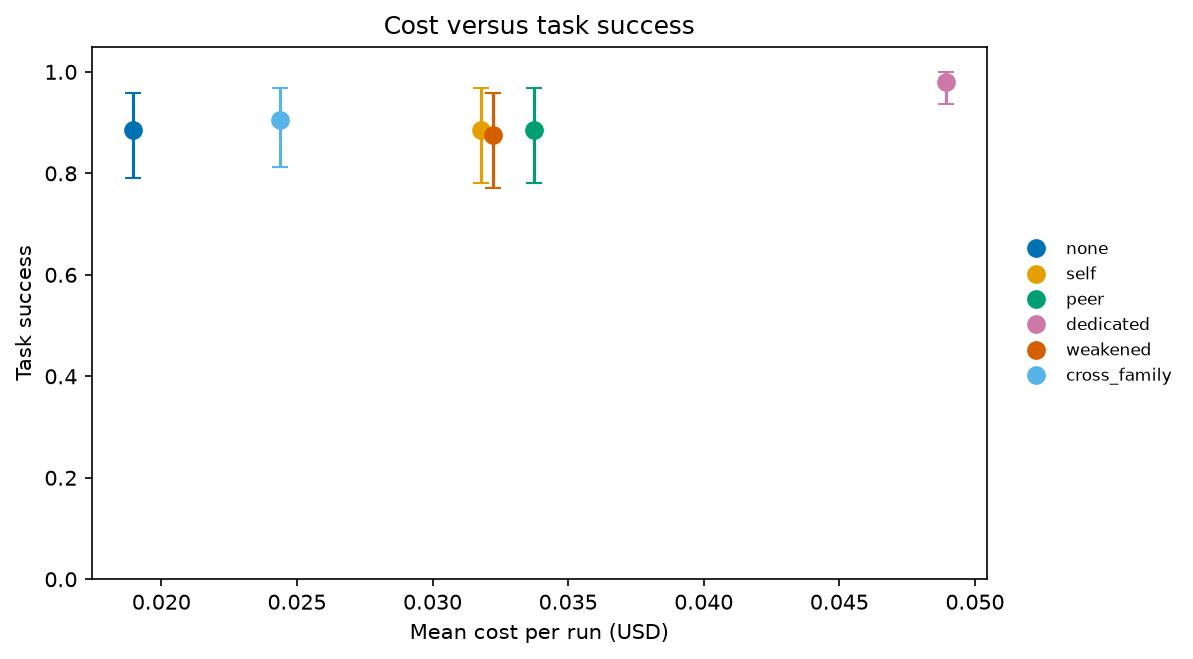 Cost versus task success
Task success
1.0
0.8
0.6
0.4
0.2
0.0
0.020 0.025 0.030 0.035 0.040 0.045 0.050
Mean cost per run (USD)
none
self
peer
dedicated
weakened
cross_family